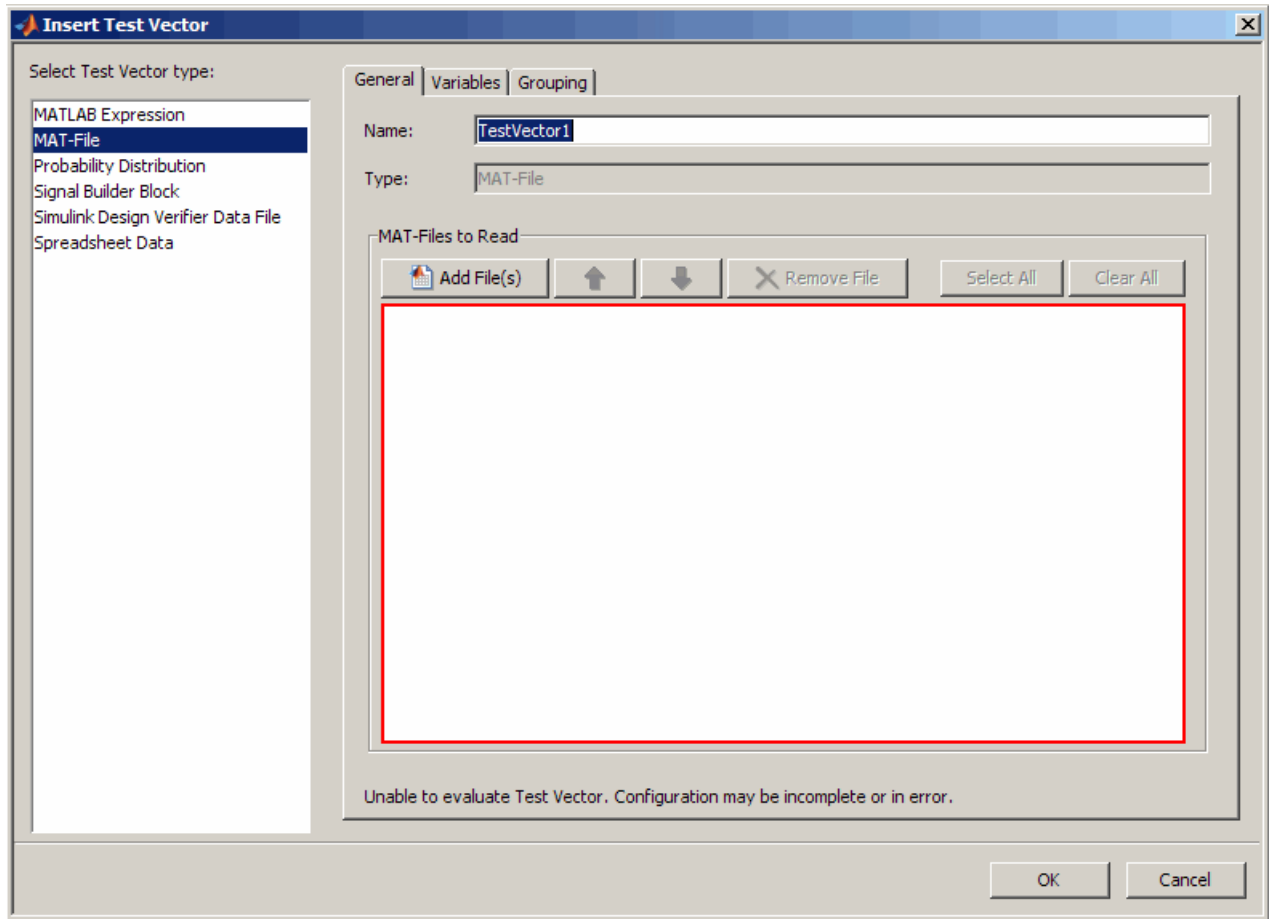 Insert Test Vector
Select Test Vector type:
MATLAB Expression
MAT-File
Probability Distribution
Signal Builder Block
Simulink Design Verifier Data File
Spreadsheet Data
General Variables Grouping
Name: TestVector1
Type: MAT-File
MAT-Files to Read
Add File(s) Remove File Select All Clear All
Unable to evaluate Test Vector. Configuration may be incomplete or in error.
OK Cancel